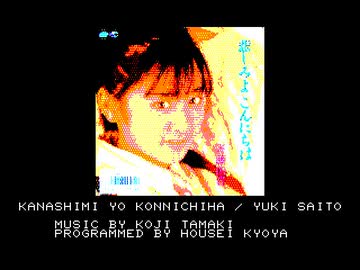 悲しみよこんにちは
KANASHIMI YO KONNICHIHA / YUKI SAITO
MUSIC BY KOJI TAMAKI
PROGRAMMED BY HOUSEI KYOYA